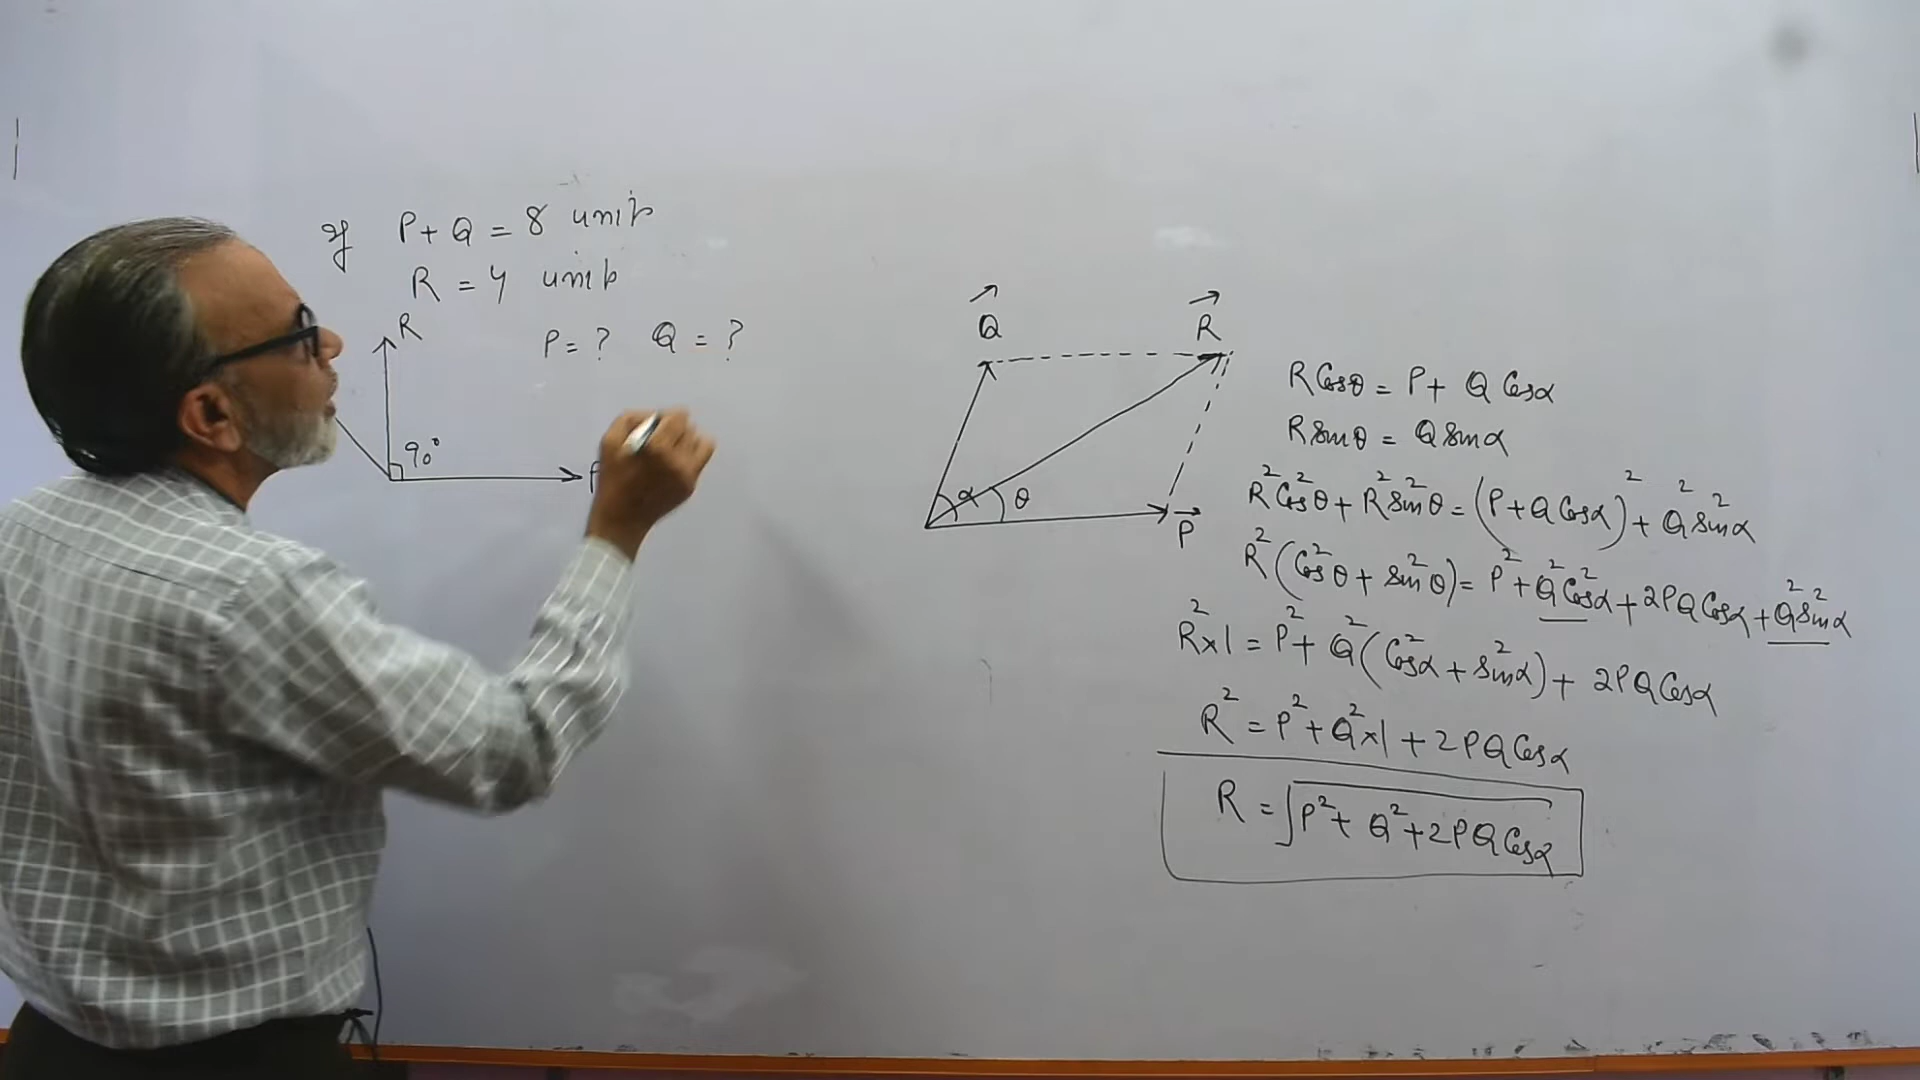 If P + Q = 8 units
R = 4 units
P = ? Q = ?
R
90°
P
Q⃗
R⃗
α
θ
P⃗
R Cosθ = P + Q Cosα
R Sinθ = Q Sinα
R²Cos²θ + R²Sin²θ = (P + Q Cosα)² + Q²Sin²α
R²(Cos²θ + Sin²θ) = P² + Q²Cos²α + 2PQ Cosα + Q²Sin²α
R²×1 = P² + Q²(Cos²α + Sin²α) + 2PQ Cosα
R² = P² + Q²×1 + 2PQ Cosα
R = √P² + Q² + 2PQ Cosα